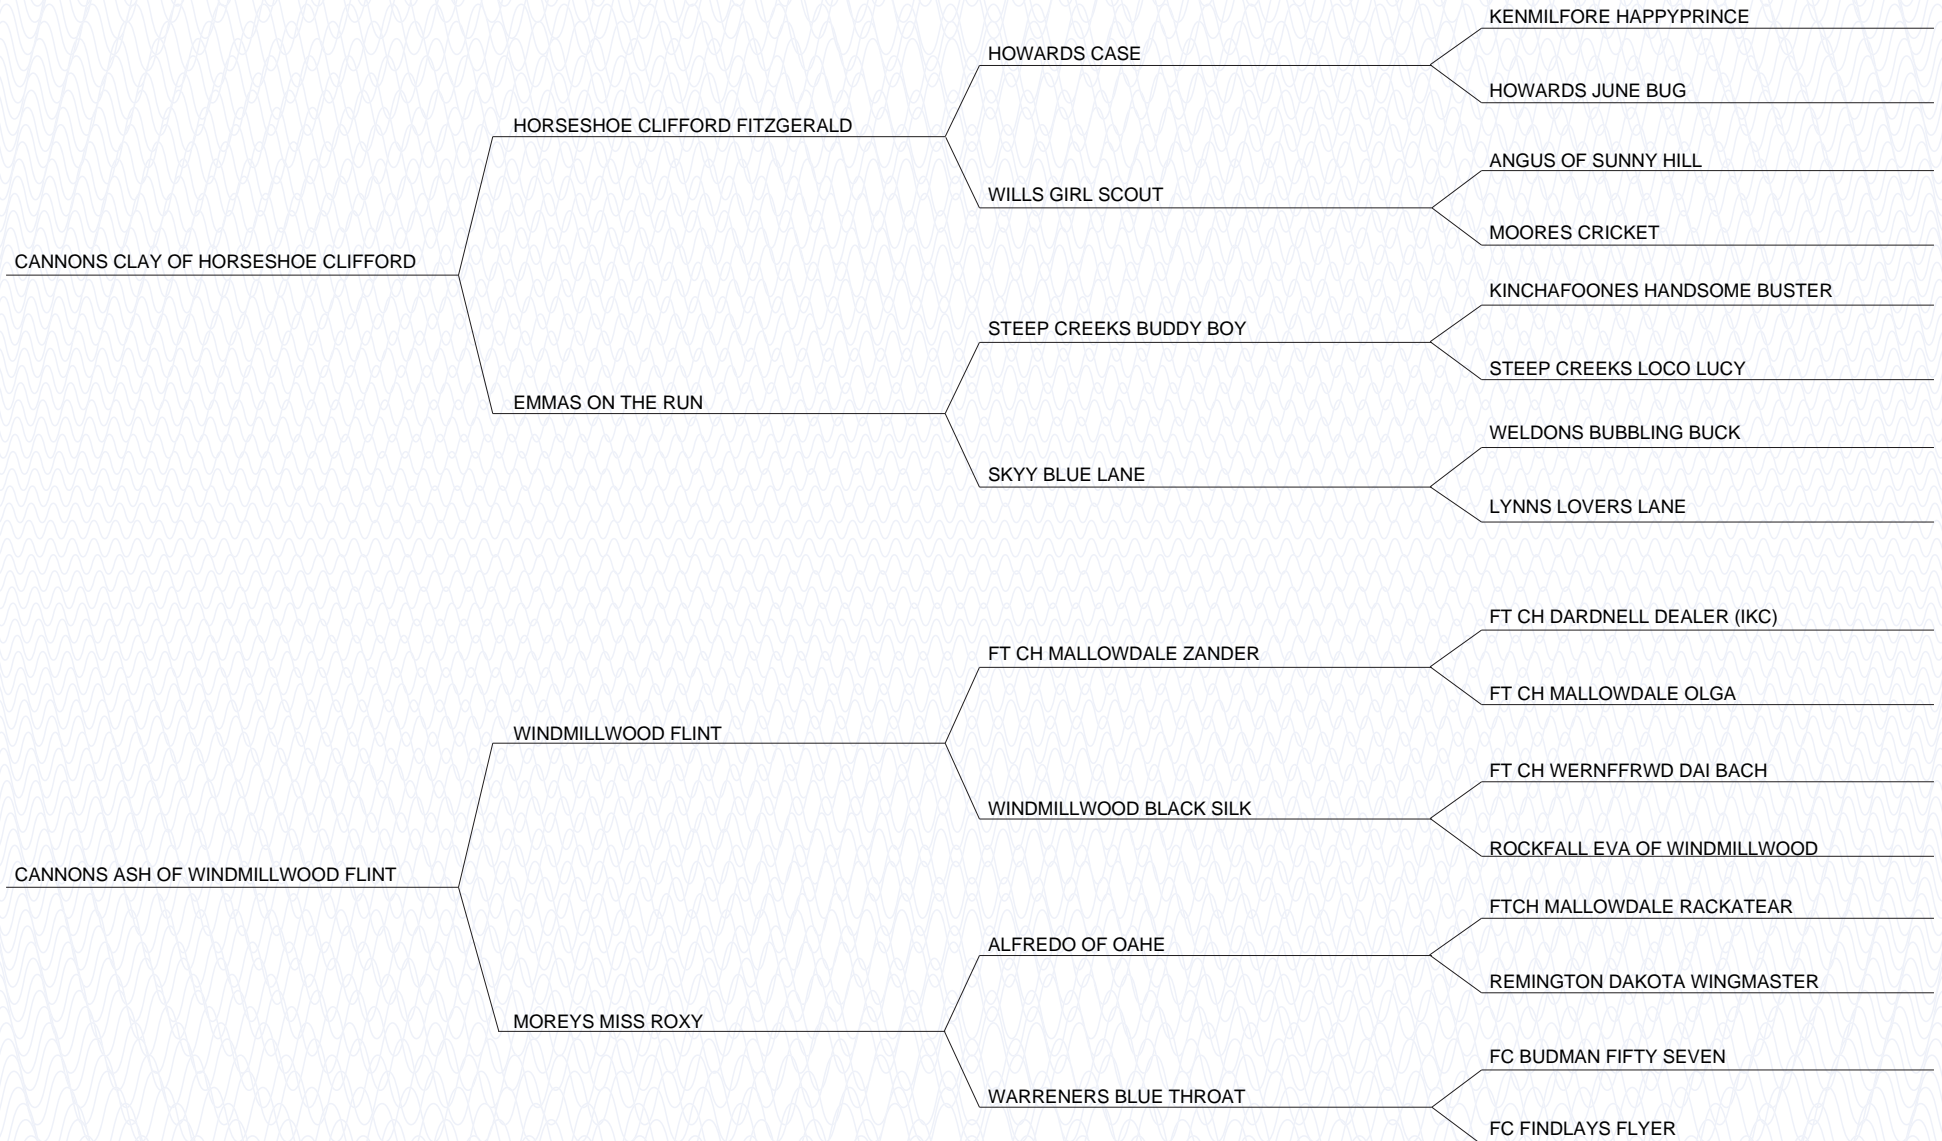 KENMILFORE HAPPYPRINCE
HOWARDS CASE
HOWARDS JUNE BUG
HORSESHOE CLIFFORD FITZGERALD
ANGUS OF SUNNY HILL
WILLS GIRL SCOUT
MOORES CRICKET
CANNONS CLAY OF HORSESHOE CLIFFORD
KINCHAFOONES HANDSOME BUSTER
STEEP CREEKS BUDDY BOY
STEEP CREEKS LOCO LUCY
EMMAS ON THE RUN
WELDONS BUBBLING BUCK
SKYY BLUE LANE
LYNNS LOVERS LANE
FT CH DARDNELL DEALER (IKC)
FT CH MALLOWDALE ZANDER
FT CH MALLOWDALE OLGA
WINDMILLWOOD FLINT
FT CH WERNFFRWD DAI BACH
WINDMILLWOOD BLACK SILK
ROCKFALL EVA OF WINDMILLWOOD
CANNONS ASH OF WINDMILLWOOD FLINT
FTCH MALLOWDALE RACKATEAR
ALFREDO OF OAHE
REMINGTON DAKOTA WINGMASTER
MOREYS MISS ROXY
FC BUDMAN FIFTY SEVEN
WARRENERS BLUE THROAT
FC FINDLAYS FLYER